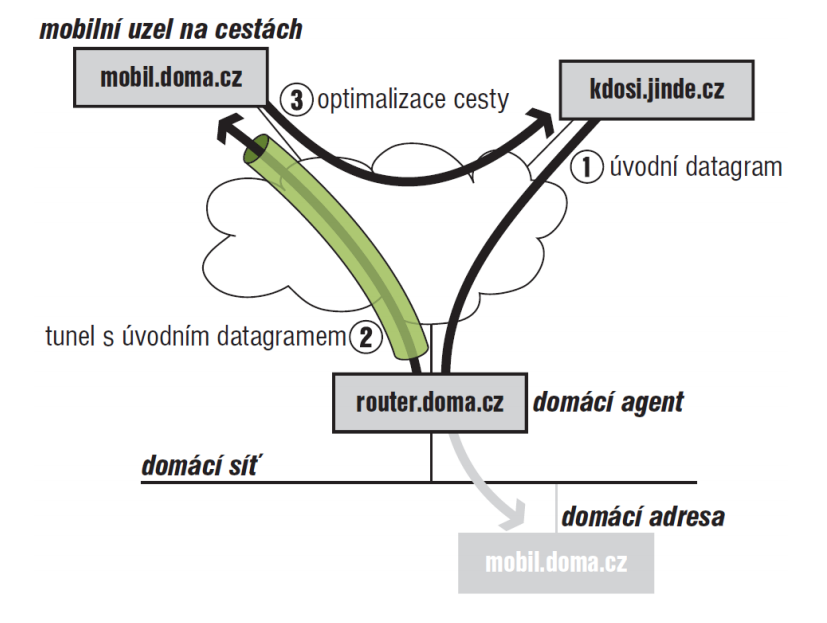 mobilní uzel na cestách
mobil.doma.cz
kdosi.jinde.cz
3 optimalizace cesty
1 úvodní datagram
tunel s úvodním datagramem 2
router.doma.cz
domácí agent
domácí síť
domácí adresa
mobil.doma.cz